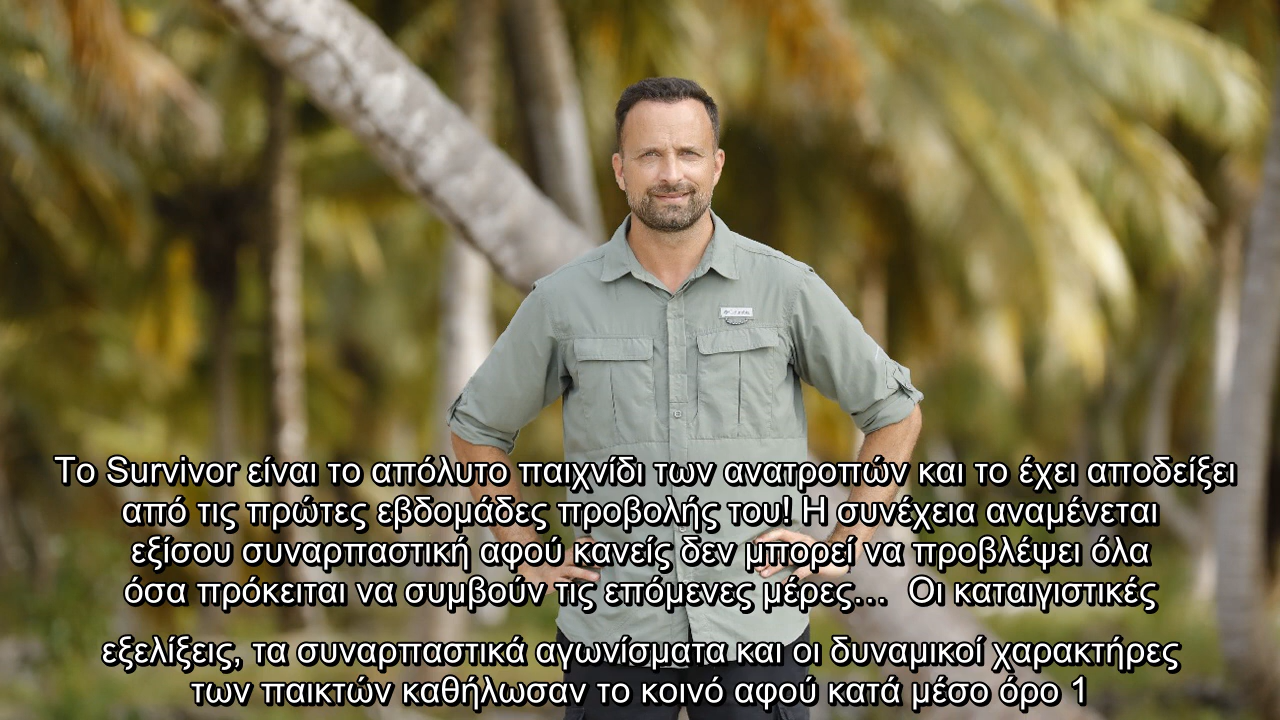 Το Survivor είναι το απόλυτο παιχνίδι των ανατροπών και το έχει αποδείξει
από τις πρώτες εβδομάδες προβολής του! Η συνέχεια αναμένεται
εξίσου συναρπαστική αφού κανείς δεν μπορεί να προβλέψει όλα
όσα πρόκειται να συμβούν τις επόμενες μέρες… Οι καταιγιστικές
εξελίξεις, τα συναρπαστικά αγωνίσματα και οι δυναμικοί χαρακτήρες
των παικτών καθήλωσαν το κοινό αφού κατά μέσο όρο 1